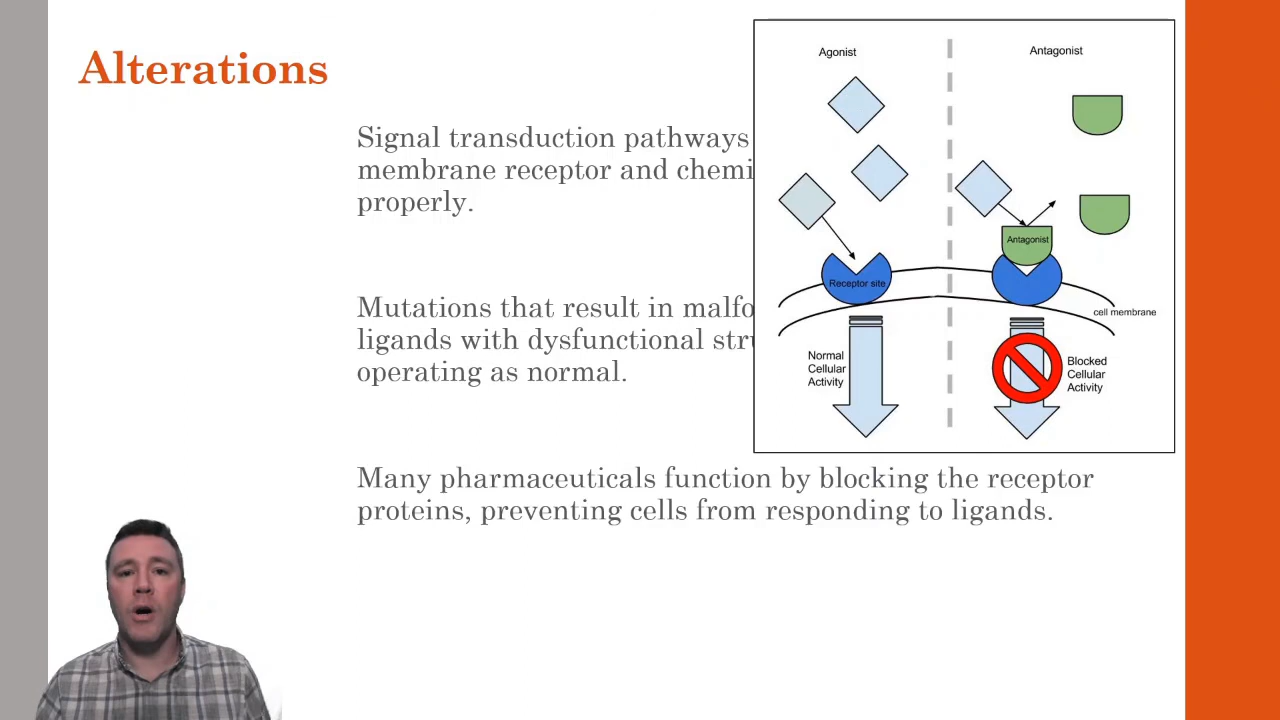 Alterations
Signal transduction pathways
membrane receptor and chemi
properly.
Mutations that result in malfo
ligands with dysfunctional stru
operating as normal.
Many pharmaceuticals function by blocking the receptor
proteins, preventing cells from responding to ligands.
Agonist
Antagonist
Antagonist
Receptor site
cell membrane
Normal
Cellular
Activity
Blocked
Cellular
Activity